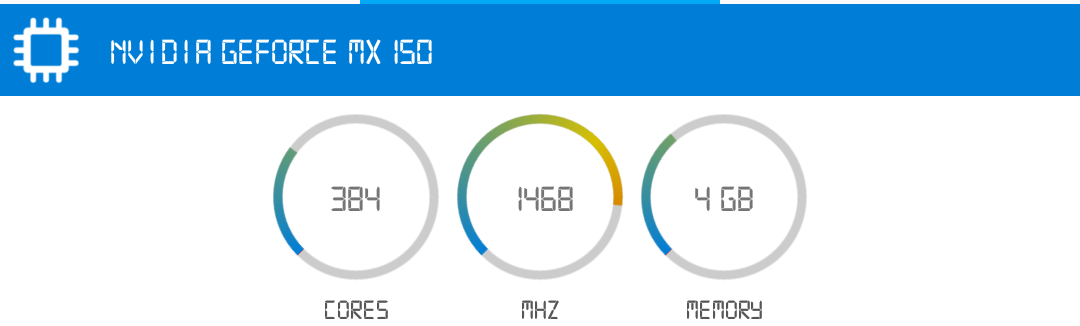 NVIDIA GEFORCE MX 150
384
1468
4 GB
CORES
MHZ
MEMORY